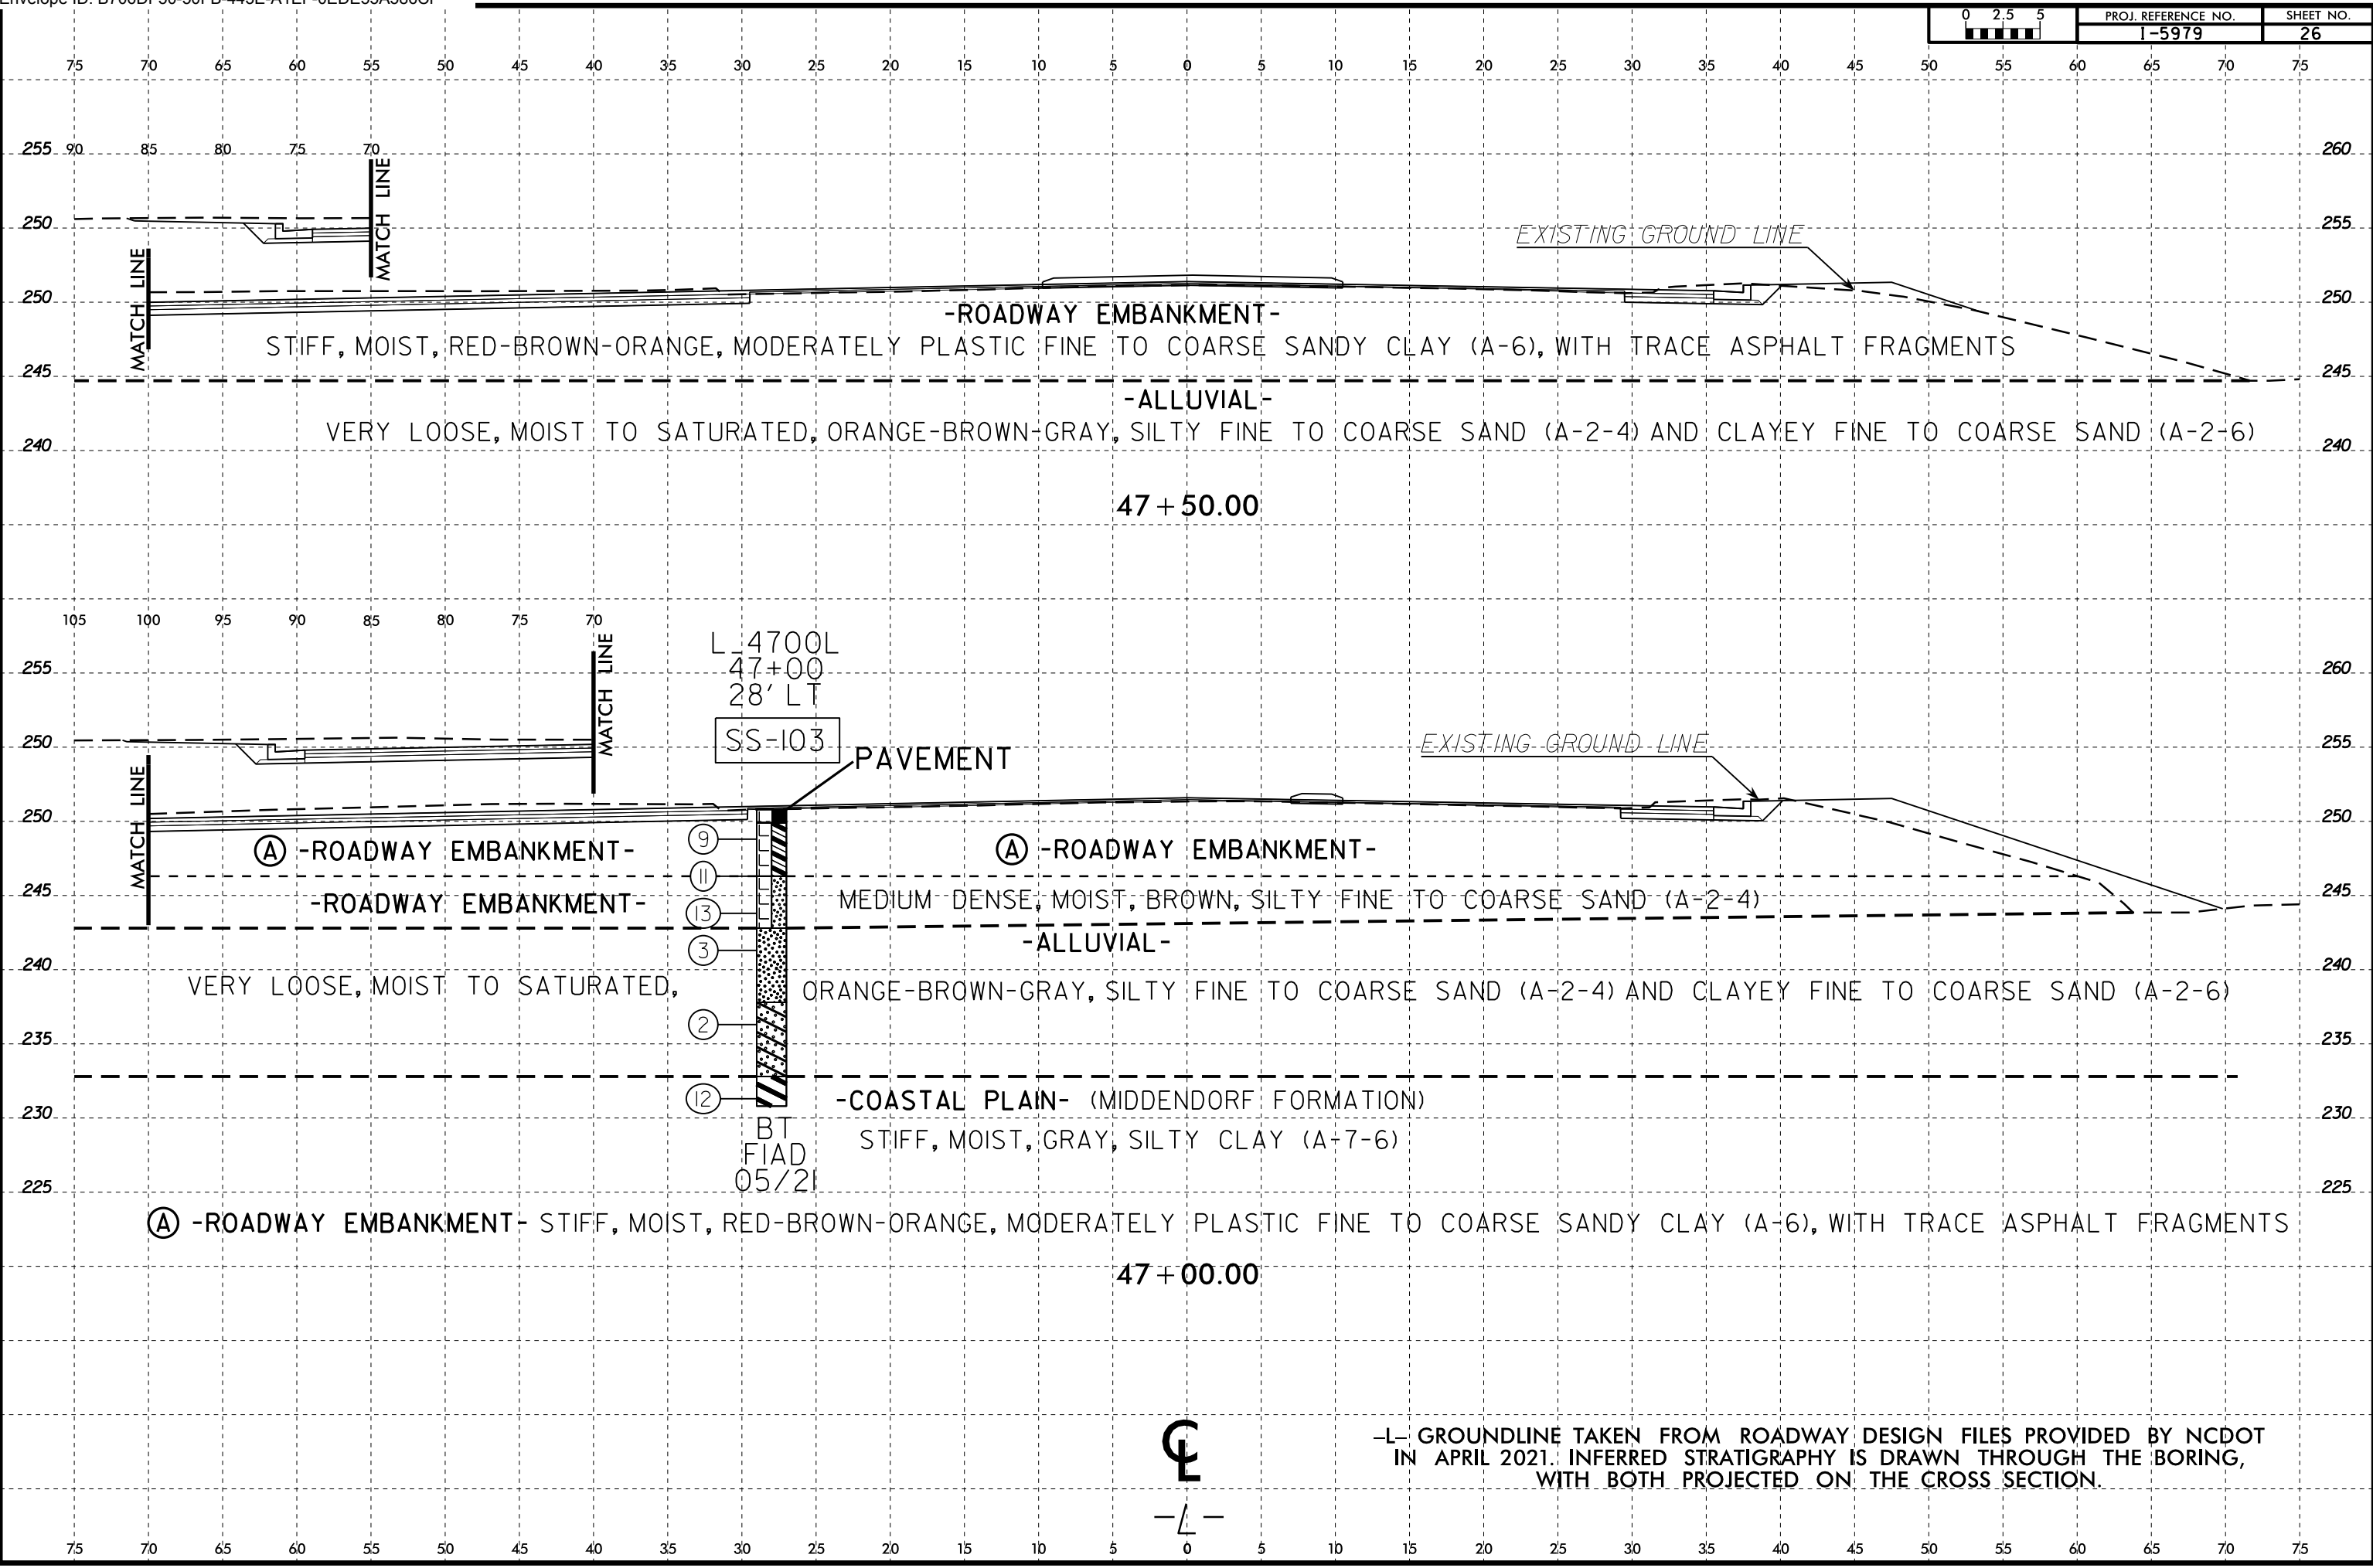 0 2.5 5
PROJ. REFERENCE NO.
SHEET NO.
I-5979
26
75 70 65 60 55 50 45 40 35 30 25 20 15 10 5 0 5 10 15 20 25 30 35 40 45 50 55 60 65 70 75
255 90 85 80 75 70 260
MATCH LINE
250 255
EXISTING GROUND LINE
MATCH LINE
250 250
-ROADWAY EMBANKMENT-
STIFF, MOIST, RED-BROWN-ORANGE, MODERATELY PLASTIC FINE TO COARSE SANDY CLAY (A-6), WITH TRACE ASPHALT FRAGMENTS
245 245
-ALLUVIAL-
VERY LOOSE, MOIST TO SATURATED, ORANGE-BROWN-GRAY, SILTY FINE TO COARSE SAND (A-2-4) AND CLAYEY FINE TO COARSE SAND (A-2-6)
240 240
47+50.00
105 100 95 90 85 80 75 70
MATCH LINE
L_4700L
47+00
28' LT
255 260
SS-103
250 255
PAVEMENT
EXISTING GROUND LINE
MATCH LINE
250 250
9
A -ROADWAY EMBANKMENT- A -ROADWAY EMBANKMENT-
11
245 245
-ROADWAY EMBANKMENT- MEDIUM DENSE, MOIST, BROWN, SILTY FINE TO COARSE SAND (A-2-4)
13
-ALLUVIAL-
3
240 240
VERY LOOSE, MOIST TO SATURATED, ORANGE-BROWN-GRAY, SILTY FINE TO COARSE SAND (A-2-4) AND CLAYEY FINE TO COARSE SAND (A-2-6)
2
235 235
12
-COASTAL PLAIN- (MIDDENDORF FORMATION)
230 230
BT
STIFF, MOIST, GRAY, SILTY CLAY (A-7-6)
FIAD
05/21
225 225
A -ROADWAY EMBANKMENT- STIFF, MOIST, RED-BROWN-ORANGE, MODERATELY PLASTIC FINE TO COARSE SANDY CLAY (A-6), WITH TRACE ASPHALT FRAGMENTS
47+00.00
CL
-L-
-L- GROUNDLINE TAKEN FROM ROADWAY DESIGN FILES PROVIDED BY NCDOT
IN APRIL 2021. INFERRED STRATIGRAPHY IS DRAWN THROUGH THE BORING,
WITH BOTH PROJECTED ON THE CROSS SECTION.
75 70 65 60 55 50 45 40 35 30 25 20 15 10 5 0 5 10 15 20 25 30 35 40 45 50 55 60 65 70 75